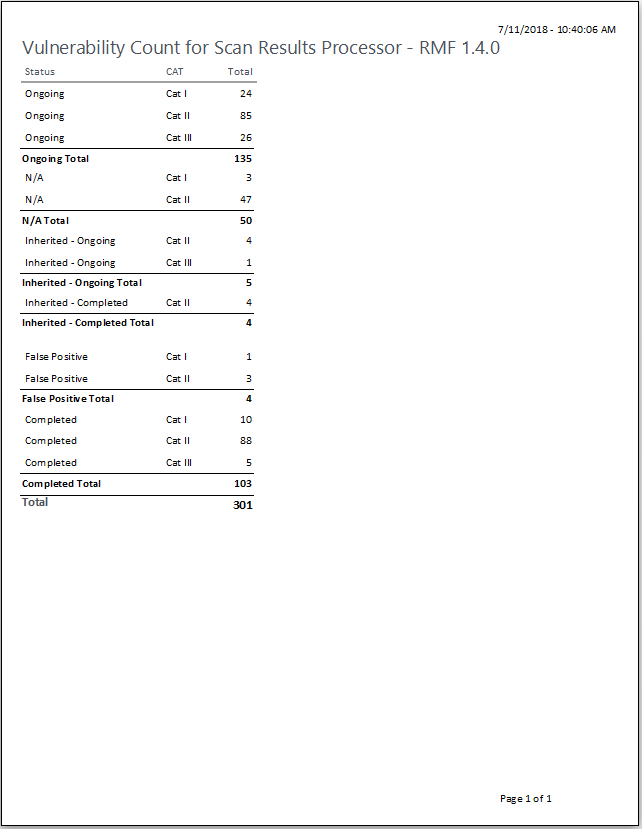 7/11/2018 - 10:40:06 AM
Vulnerability Count for Scan Results Processor - RMF 1.4.0
Status CAT Total
Ongoing Cat I 24
Ongoing Cat II 85
Ongoing Cat III 26
Ongoing Total 135
N/A Cat I 3
N/A Cat II 47
N/A Total 50
Inherited - Ongoing Cat II 4
Inherited - Ongoing Cat III 1
Inherited - Ongoing Total 5
Inherited - Completed Cat II 4
Inherited - Completed Total 4
False Positive Cat I 1
False Positive Cat II 3
False Positive Total 4
Completed Cat I 10
Completed Cat II 88
Completed Cat III 5
Completed Total 103
Total 301
Page 1 of 1